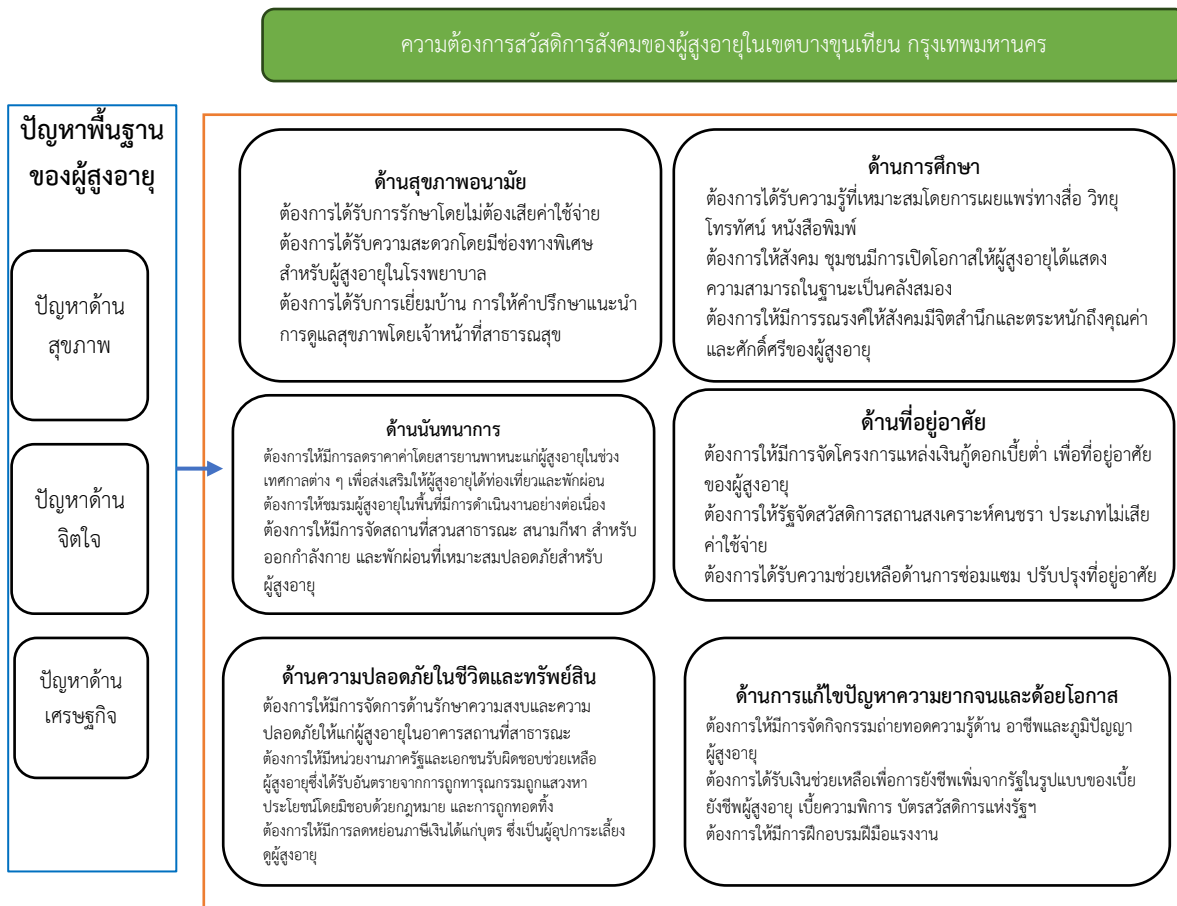 ความต้องการสวัสดิการสังคมของผู้สูงอายุในเขตบางขุนเทียน กรุงเทพมหานคร
ปัญหาพื้นฐาน
ของผู้สูงอายุ
ปัญหาด้าน
สุขภาพ
ปัญหาด้าน
จิตใจ
ปัญหาด้าน
เศรษฐกิจ
ด้านสุขภาพอนามัย
ต้องการได้รับการรักษาโดยไม่ต้องเสียค่าใช้จ่าย
ต้องการได้รับความสะดวกโดยมีช่องทางพิเศษ
สำหรับผู้สูงอายุในโรงพยาบาล
ต้องการได้รับการเยี่ยมบ้าน การให้คำปรึกษาแนะนำ
การดูแลสุขภาพโดยเจ้าหน้าที่สาธารณสุข
ด้านการศึกษา
ต้องการได้รับความรู้ที่เหมาะสมโดยการเผยแพร่ทางสื่อ วิทยุ
โทรทัศน์ หนังสือพิมพ์
ต้องการให้สังคม ชุมชนมีการเปิดโอกาสให้ผู้สูงอายุได้แสดง
ความสามารถในฐานะเป็นคลังสมอง
ต้องการให้มีการรณรงค์ให้สังคมมีจิตสำนึกและตระหนักถึงคุณค่า
และศักดิ์ศรีของผู้สูงอายุ
ด้านนันทนาการ
ต้องการให้มีการลดราคาค่าโดยสารยานพาหนะแก่ผู้สูงอายุในช่วง
เทศกาลต่าง ๆ เพื่อส่งเสริมให้ผู้สูงอายุได้ท่องเที่ยวและพักผ่อน
ต้องการให้ชมรมผู้สูงอายุในพื้นที่มีการดำเนินงานอย่างต่อเนื่อง
ต้องการให้มีการจัดสถานที่สวนสาธารณะ สนามกีฬา สำหรับ
ออกกำลังกาย และพักผ่อนที่เหมาะสมปลอดภัยสำหรับ
ผู้สูงอายุ
ด้านที่อยู่อาศัย
ต้องการให้มีการจัดโครงการแหล่งเงินกู้ดอกเบี้ยต่ำ เพื่อที่อยู่อาศัย
ของผู้สูงอายุ
ต้องการให้รัฐจัดสวัสดิการสถานสงเคราะห์คนชรา ประเภทไม่เสีย
ค่าใช้จ่าย
ต้องการได้รับความช่วยเหลือด้านการซ่อมแซม ปรับปรุงที่อยู่อาศัย
ด้านความปลอดภัยในชีวิตและทรัพย์สิน
ต้องการให้มีการจัดการด้านรักษาความสงบและความ
ปลอดภัยให้แก่ผู้สูงอายุในอาคารสถานที่สาธารณะ
ต้องการให้มีหน่วยงานภาครัฐและเอกชนรับผิดชอบช่วยเหลือ
ผู้สูงอายุซึ่งได้รับอันตรายจากการถูกทารุณกรรมถูกแสวงหา
ประโยชน์โดยมิชอบด้วยกฎหมาย และการถูกทอดทิ้ง
ต้องการให้มีการลดหย่อนภาษีเงินได้แก่บุตร ซึ่งเป็นผู้อุปการะเลี้ยง
ดูผู้สูงอายุ
ด้านการแก้ไขปัญหาความยากจนและด้อยโอกาส
ต้องการให้มีการจัดกิจกรรมถ่ายทอดความรู้ด้าน อาชีพและภูมิปัญญา
ผู้สูงอายุ
ต้องการได้รับเงินช่วยเหลือเพื่อการยังชีพเพิ่มจากรัฐในรูปแบบของเบี้ย
ยังชีพผู้สูงอายุ เบี้ยความพิการ บัตรสวัสดิการแห่งรัฐฯ
ต้องการให้มีการฝึกอบรมฝีมือแรงงาน